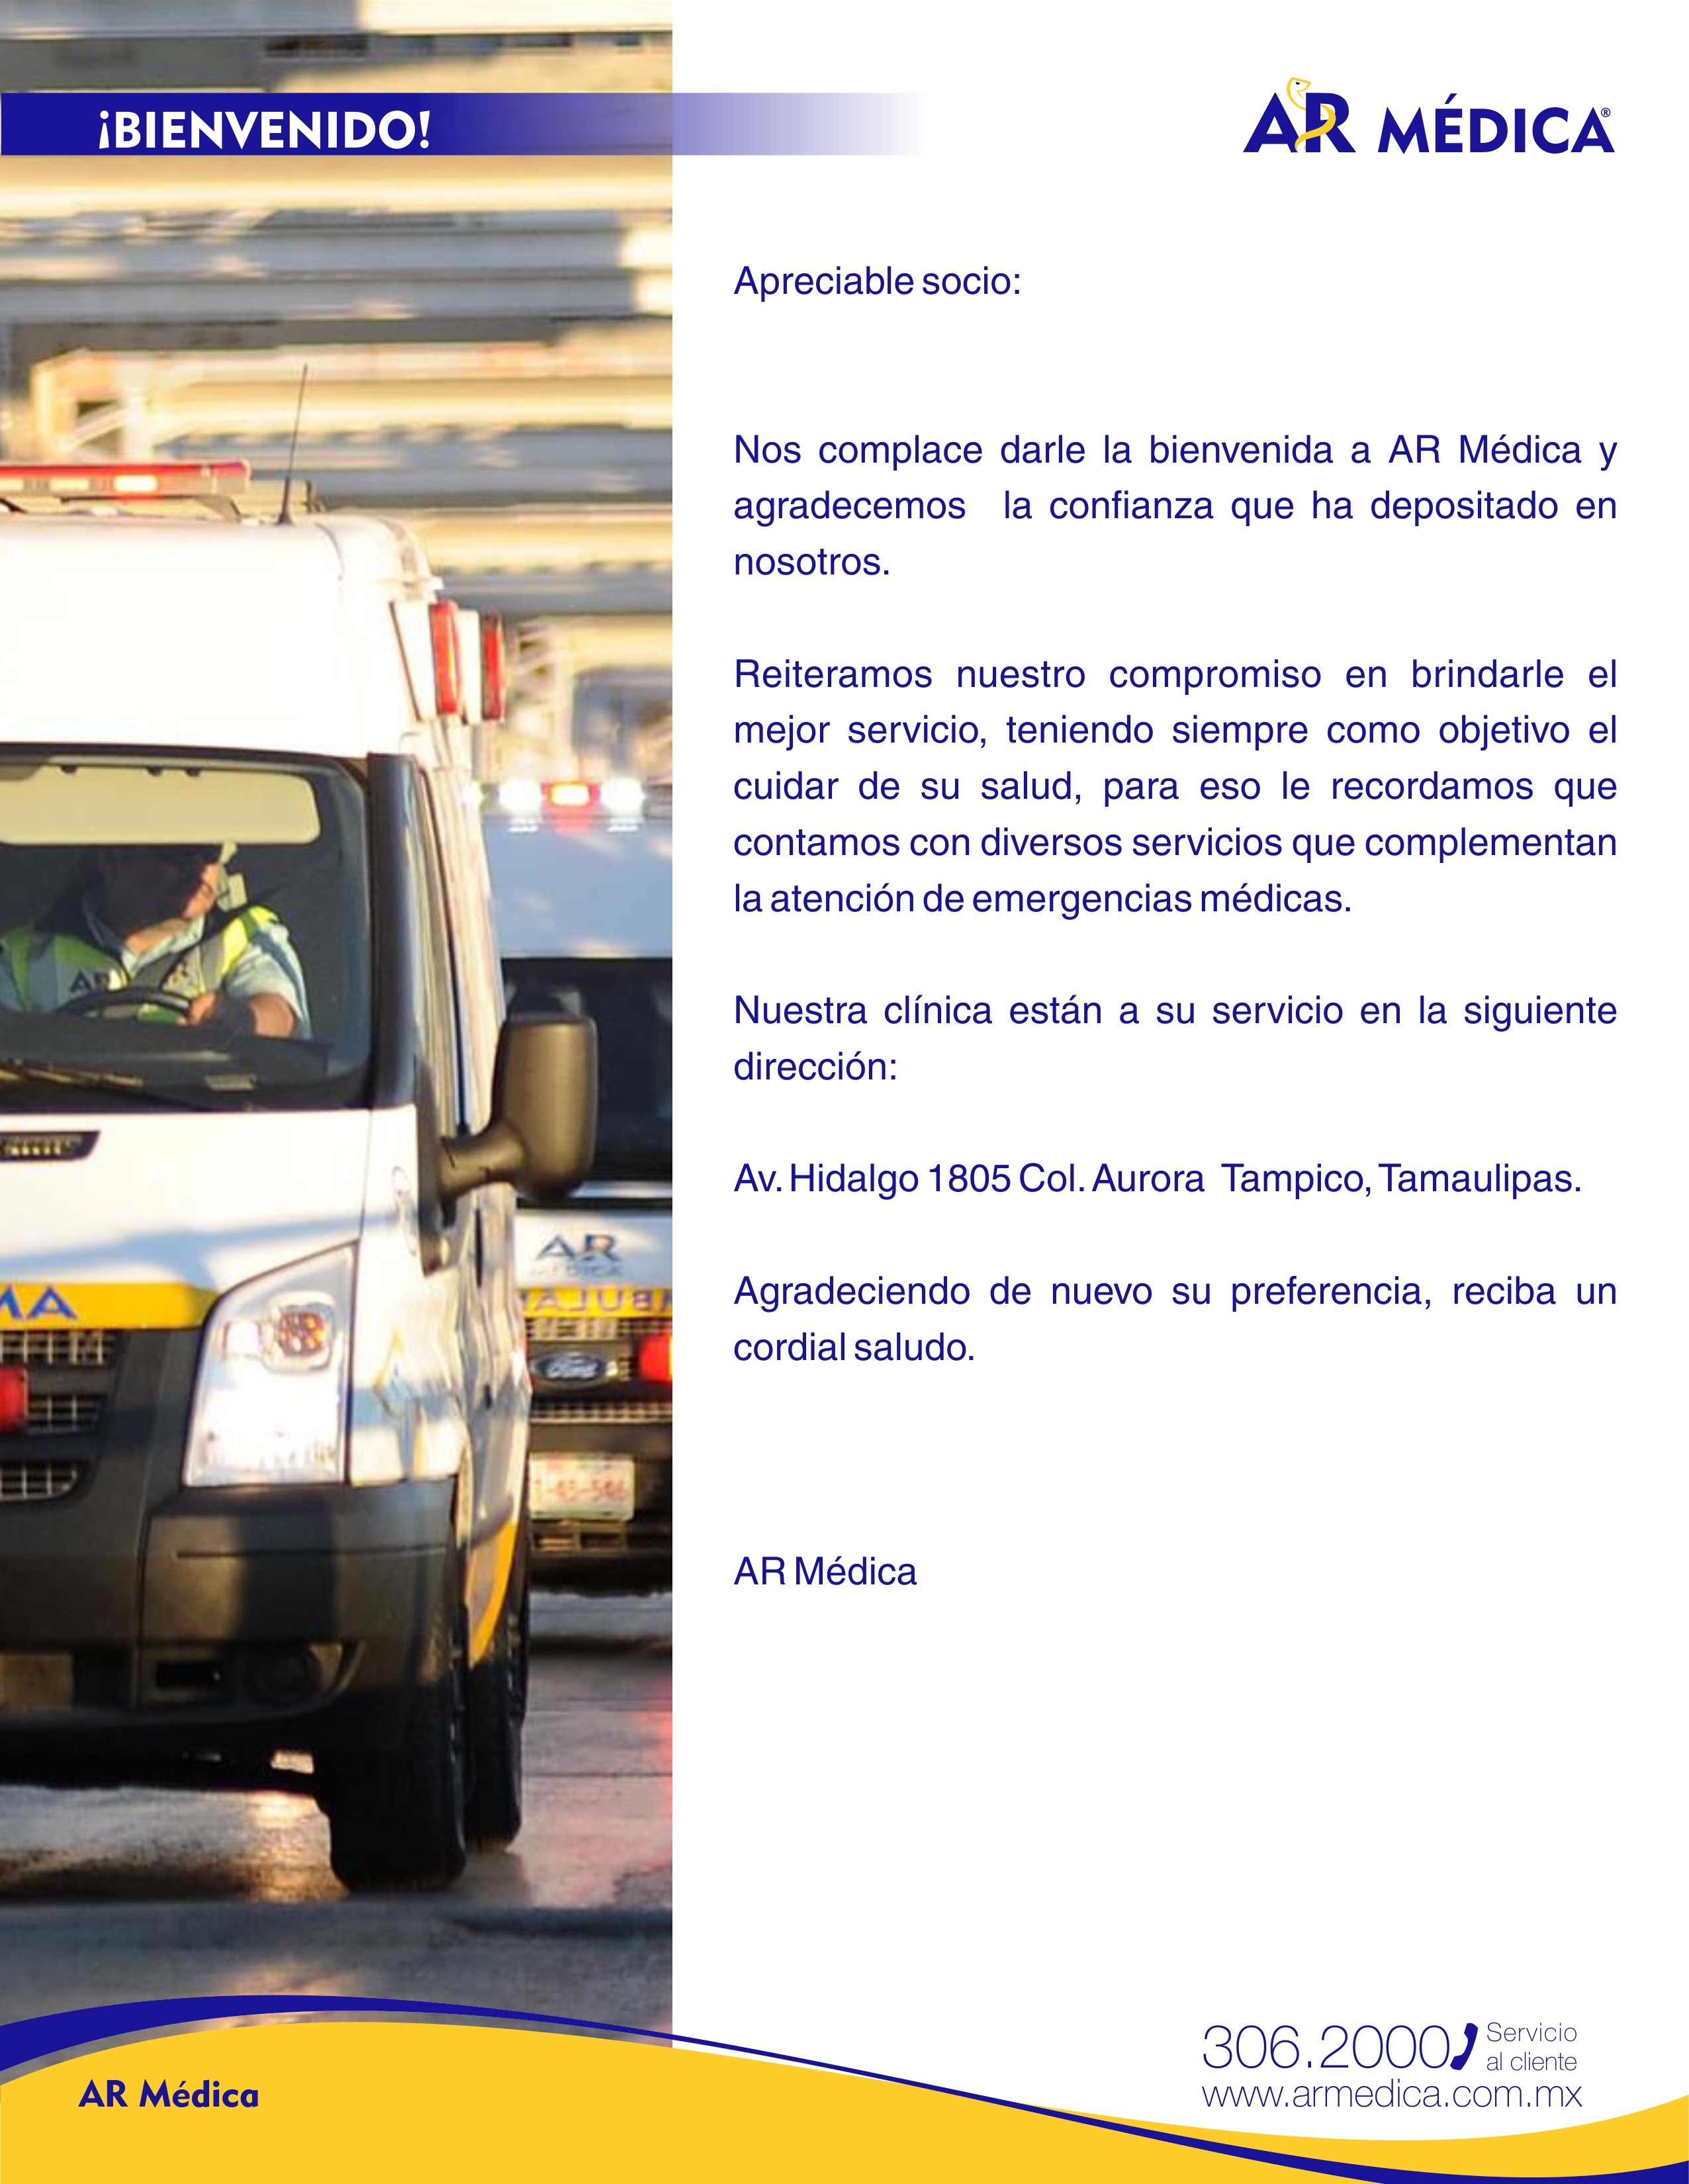 ¡BIENVENIDO!
AR MÉDICA®
Apreciable socio:
Nos complace darle la bienvenida a AR Médica y
agradecemos la confianza que ha depositado en
nosotros.
Reiteramos nuestro compromiso en brindarle el
mejor servicio, teniendo siempre como objetivo el
cuidar de su salud, para eso le recordamos que
contamos con diversos servicios que complementan
la atención de emergencias médicas.
Nuestra clínica están a su servicio en la siguiente
dirección:
Av. Hidalgo 1805 Col. Aurora Tampico, Tamaulipas.
Agradeciendo de nuevo su preferencia, reciba un
cordial saludo.
AR Médica
AR
AR
MÉDICA
Ford
306.2000 Servicio
al cliente
www.armedica.com.mx
AR Médica